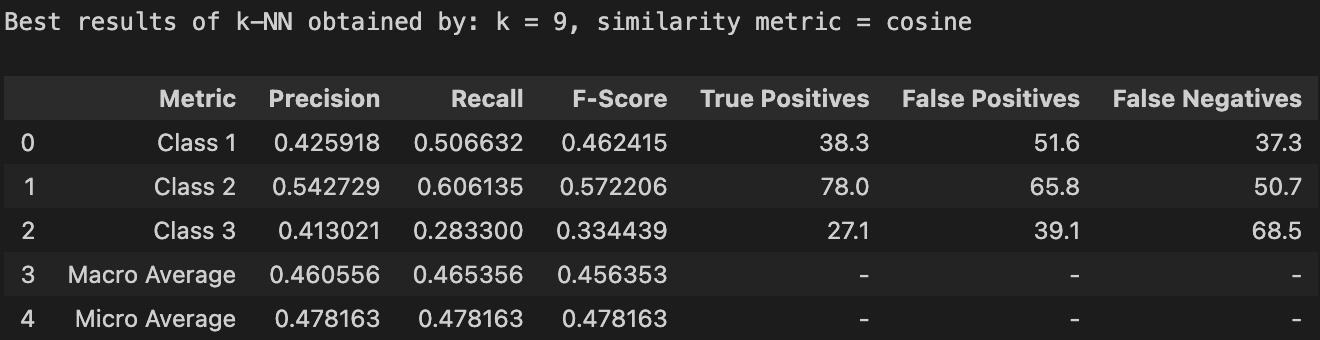 Best results of k-NN obtained by: k = 9, similarity metric = cosine
Metric Precision Recall F-Score True Positives False Positives False Negatives
0 Class 1 0.425918 0.506632 0.462415 38.3 51.6 37.3
1 Class 2 0.542729 0.606135 0.572206 78.0 65.8 50.7
2 Class 3 0.413021 0.283300 0.334439 27.1 39.1 68.5
3 Macro Average 0.460556 0.465356 0.456353 - - -
4 Micro Average 0.478163 0.478163 0.478163 - - -